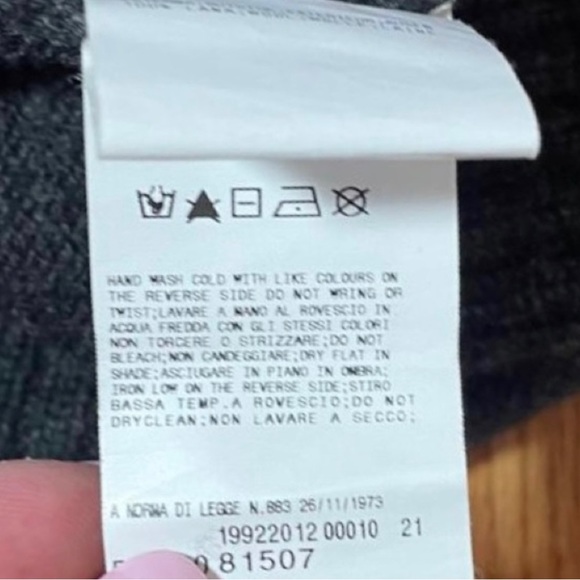 HAND WASH COLD WITH LIKE COLOURS ON
THE REVERSE SIDE DO NOT WRING OR
TWIST;LAVARE A MANO AL ROVESCIO IN
ACQUA FREDDA CON GLI STESSI COLORI
NON TORCERE O STRIZZARE;DO NOT
BLEACH;NON CANDEGGIARE;DRY FLAT IN
SHADE;ASCIUGARE IN PIANO IN OMBRA;
IRON LOW ON THE REVERSE SIDE;STIRO
BASSA TEMP.A ROVESCIO;DO NOT
DRYCLEAN;NON LAVARE A SECCO;
A NORMA DI LEGGE N.883 26/11/1973
19922012 00010 21
81507